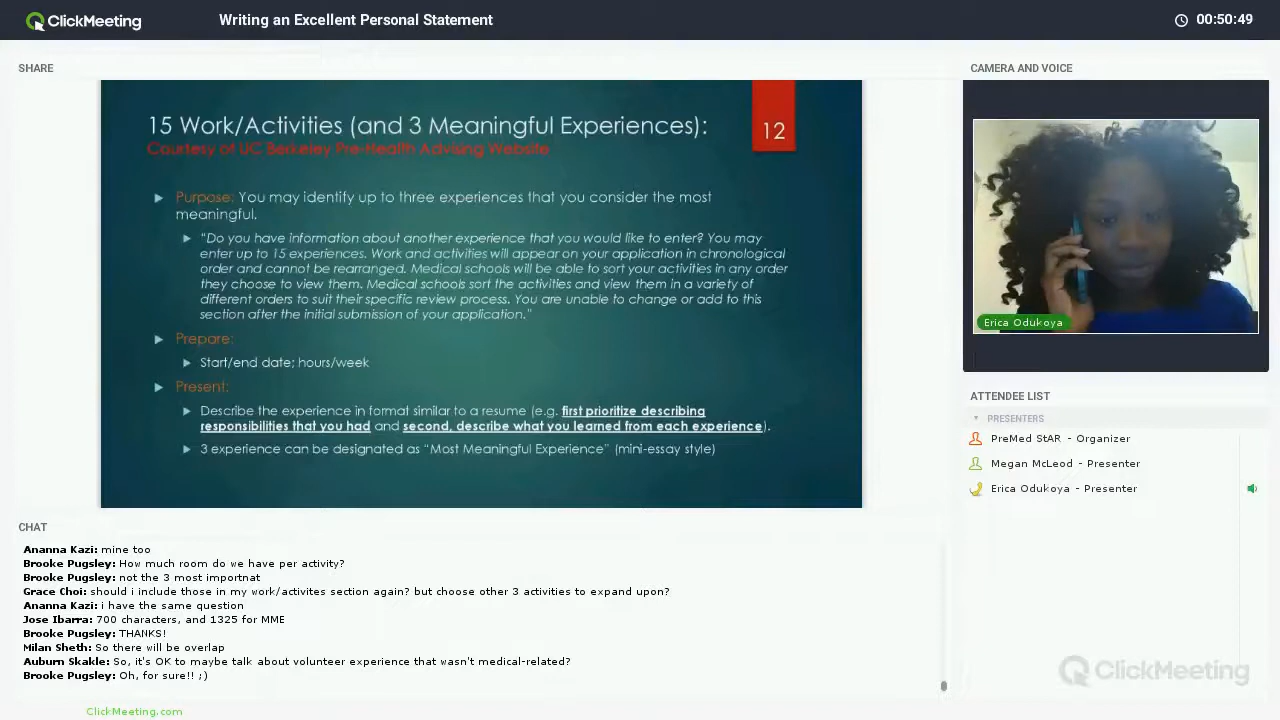 ClickMeeting
Writing an Excellent Personal Statement
00:50:49
SHARE
15 Work/Activities (and 3 Meaningful Experiences):
Courtesy of UC Berkeley Pre-Health Advising Website
12
Purpose: You may identify up to three experiences that you consider the most
meaningful.
“Do you have information about another experience that you would like to enter? You may
enter up to 15 experiences. Work and activities will appear on your application in chronological
order and cannot be rearranged. Medical schools will be able to sort your activities in any order
they choose to view them. Medical schools sort the activities and view them in a variety of
different orders to suit their specific review process. You are unable to change or add to this
section after the initial submission of your application.”
Prepare:
Start/end date; hours/week
Present:
Describe the experience in format similar to a resume (e.g. first prioritize describing
responsibilities that you had and second, describe what you learned from each experience).
3 experience can be designated as “Most Meaningful Experience” (mini-essay style)
CAMERA AND VOICE
Erica Odukoya
ATTENDEE LIST
PRESENTERS
PreMed StAR - Organizer
Megan McLeod - Presenter
Erica Odukoya - Presenter
CHAT
Ananna Kazi: mine too
Brooke Pugsley: How much room do we have per activity?
Brooke Pugsley: not the 3 most importnat
Grace Choi: should i include those in my work/activites section again? but choose other 3 activities to expand upon?
Ananna Kazi: i have the same question
Jose Ibarra: 700 characters, and 1325 for MME
Brooke Pugsley: THANKS!
Milan Sheth: So there will be overlap
Auburn Skakle: So, it's OK to maybe talk about volunteer experience that wasn't medical-related?
Brooke Pugsley: Oh, for sure!! ;)
ClickMeeting
ClickMeeting.com